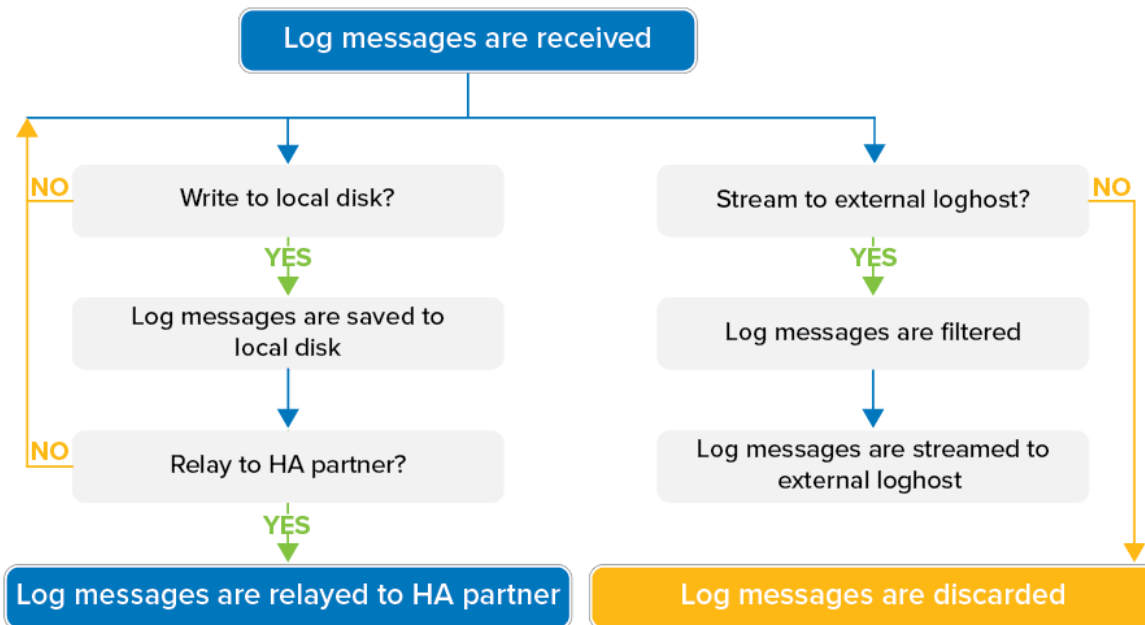 Log messages are received
NO
Write to local disk?
Stream to external loghost?
NO
YES
YES
Log messages are saved to
local disk
Log messages are filtered
NO
Relay to HA partner?
Log messages are streamed to
external loghost
YES
Log messages are relayed to HA partner
Log messages are discarded